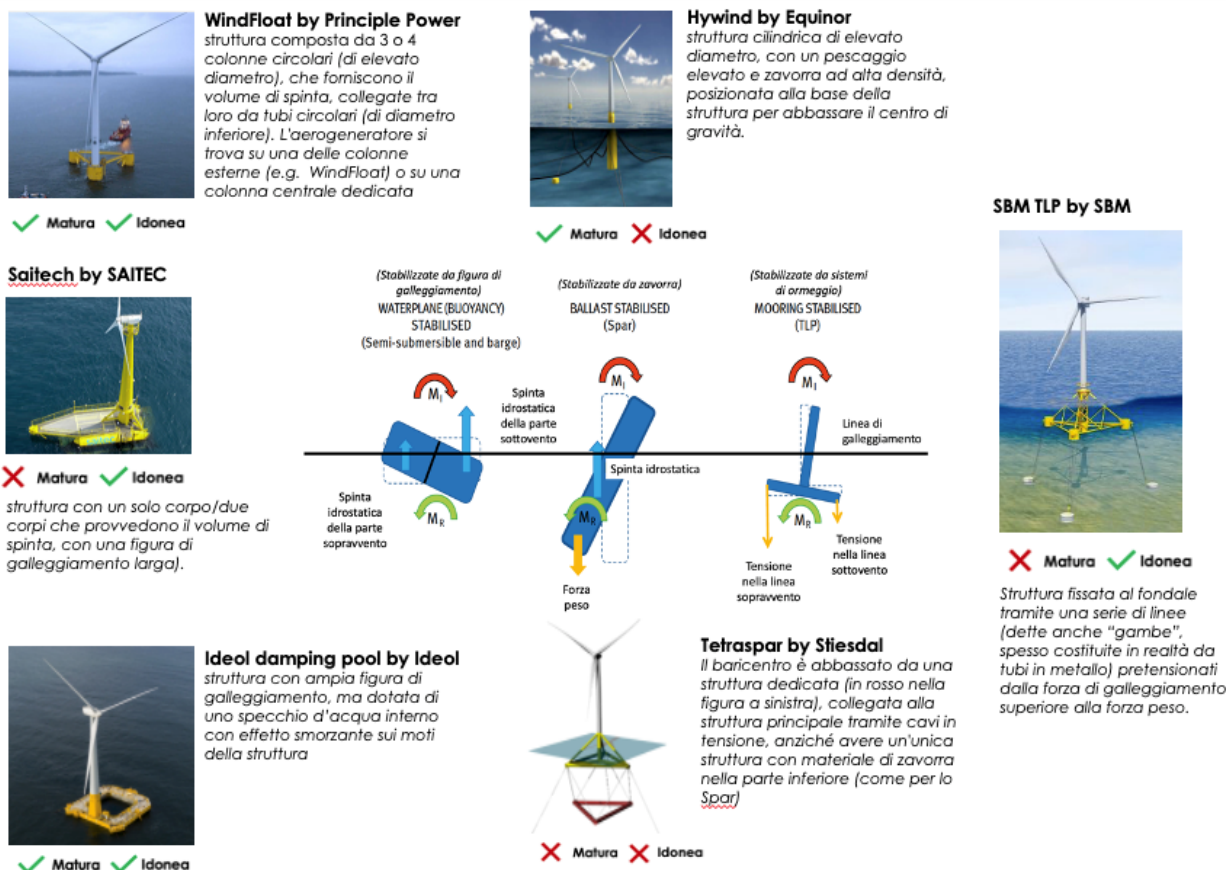 WindFloat by Principle Power
struttura composta da 3 o 4
colonne circolari (di elevato
diametro), che forniscono il
volume di spinta, collegate tra
loro da tubi circolari (di diametro
inferiore). L'aerogeneratore si
trova su una delle colonne
esterne (e.g. WindFloat) o su una
colonna centrale dedicata
Matura Idonea
Hywind by Equinor
struttura cilindrica di elevato
diametro, con un pescaggio
elevato e zavorra ad alta densità,
posizionata alla base della
struttura per abbassare il centro di
gravità.
Matura Idonea
SBM TLP by SBM
Matura Idonea
Struttura fissata al fondale
tramite una serie di linee
(dette anche “gambe”,
spesso costituite in realtà da
tubi in metallo) pretensionati
dalla forza di galleggiamento
superiore alla forza peso.
Saitech by SAITEC
Matura Idonea
struttura con un solo corpo/due
corpi che provvedono il volume di
spinta, con una figura di
galleggiamento larga).
(Stabilizzate da figura di
galleggiamento)
WATERPLANE (BUOYANCY)
STABILISED
(Semi-submersible and barge)
MI
Spinta
idrostatica
della parte
sottovento
Spinta
idrostatica
della parte
sopravvento
MR
(Stabilizzate da zavorra)
BALLAST STABILISED
(Spar)
MI
Spinta idrostatica
MR
Forza
peso
(Stabilizzate da sistemi
di ormeggio)
MOORING STABILISED
(TLP)
MI
Linea di
galleggiamento
MR
Tensione
nella linea
sottovento
Tensione
nella linea
sopravvento
Ideol damping pool by Ideol
struttura con ampia figura di
galleggiamento, ma dotata di
uno specchio d’acqua interno
con effetto smorzante sui moti
della struttura
Matura Idonea
Tetraspar by Stiesdal
Il baricentro è abbassato da una
struttura dedicata (in rosso nella
figura a sinistra), collegata alla
struttura principale tramite cavi in
tensione, anziché avere un'unica
struttura con materiale di zavorra
nella parte inferiore (come per lo
Spar)
Matura Idonea